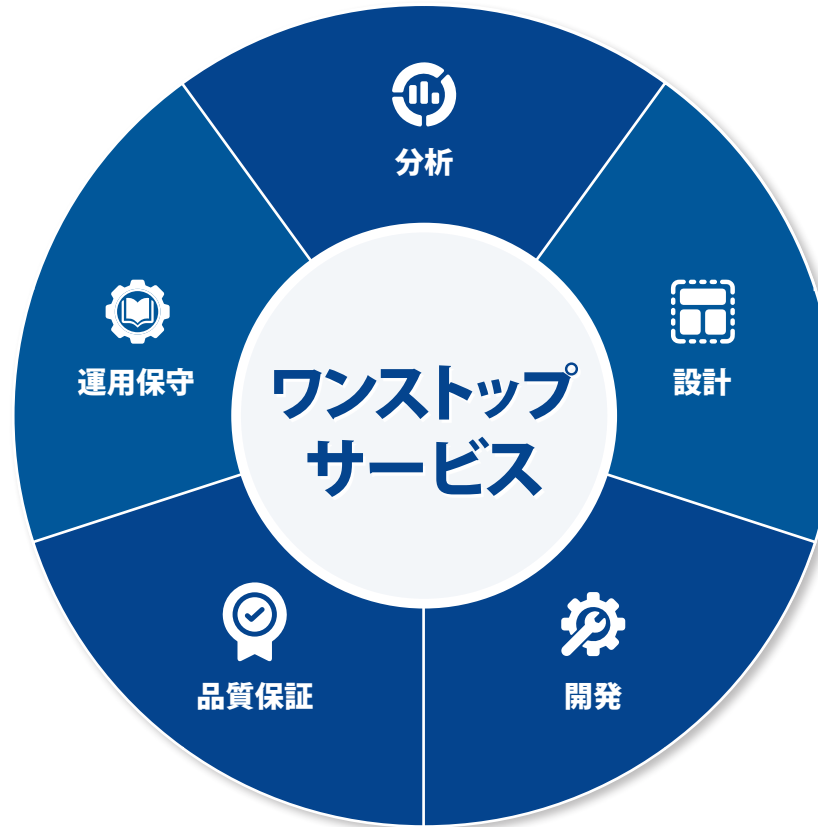 分析
設計
運用保守
ワンストップ
サービス
品質保証
開発